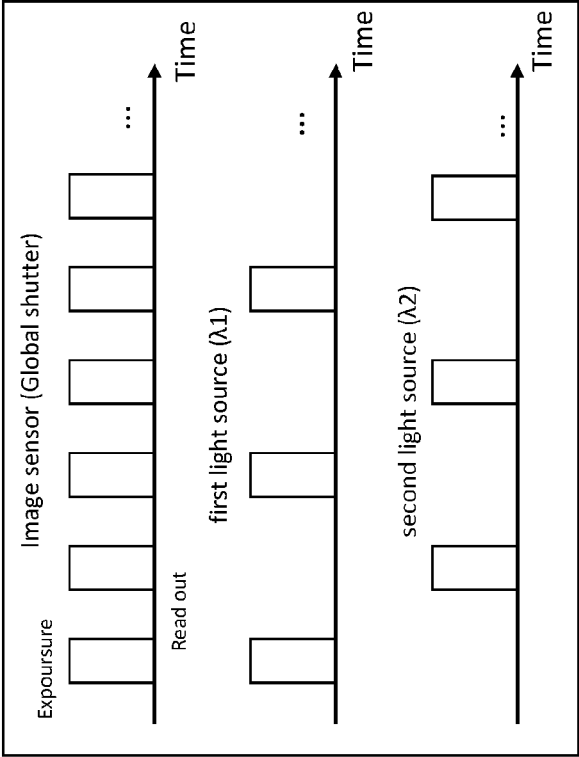 Image sensor (Global shutter)
Expoursure
Read out
...
Time
first light source (λ1)
...
Time
second light source (λ2)
...
Time